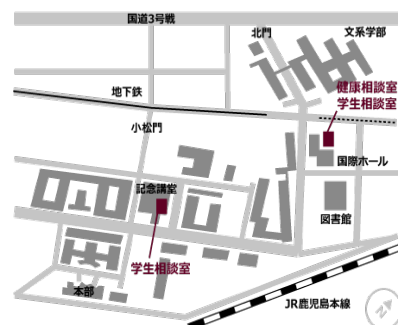 国道3号戦
北門
文系学部
健康相談室
学生相談室
地下鉄
小松門
国際ホール
記念講堂
図書館
学生相談室
本部
JR鹿児島本線
N